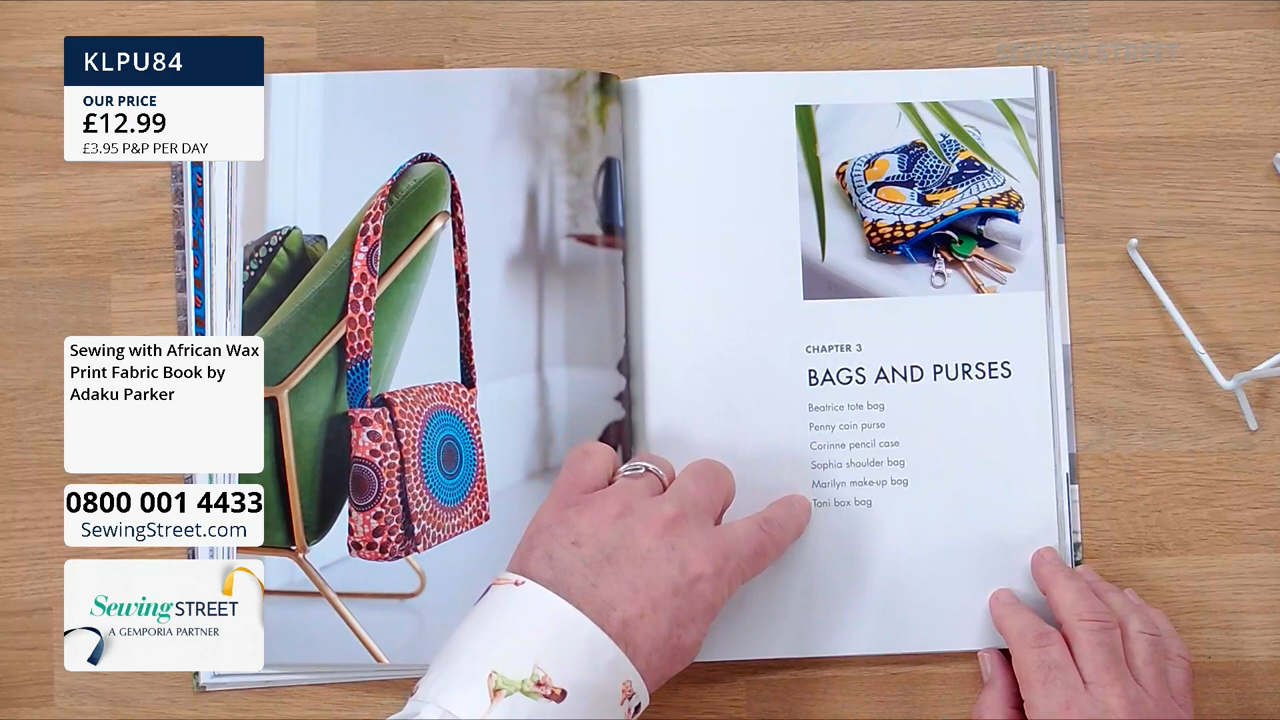 KLPU84
OUR PRICE
£12.99
£3.95 P&P PER DAY
Sewing with African Wax
Print Fabric Book by
Adaku Parker
0800 001 4433
SewingStreet.com
Sewing STREET
A GEMPORIA PARTNER
SEWING STREET
CHAPTER 3
BAGS AND PURSES
Beatrice tote bag
Penny coin purse
Corinne pencil case
Sophia shoulder bag
Marilyn make-up bag
Toni box bag